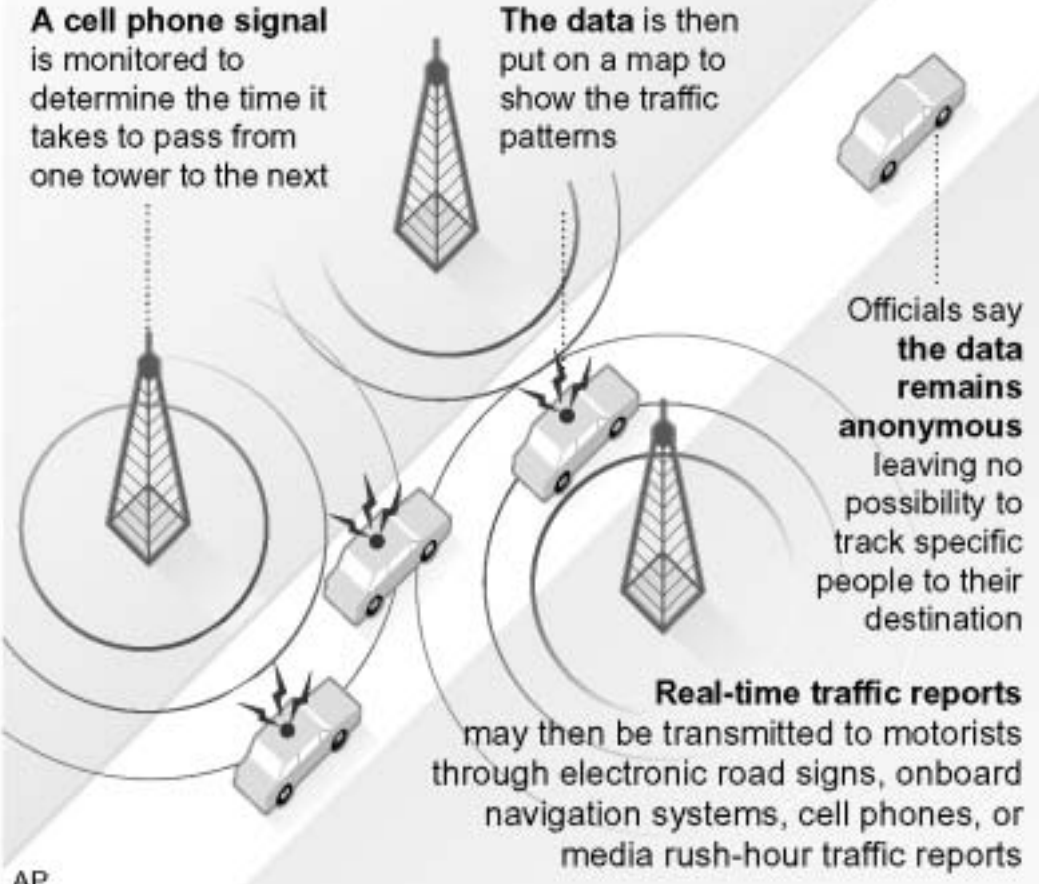 A cell phone signal
is monitored to
determine the time it
takes to pass from
one tower to the next
The data is then
put on a map to
show the traffic
patterns
Officials say
the data
remains
anonymous
leaving no
possibility to
track specific
people to their
destination
Real-time traffic reports
may then be transmitted to motorists
through electronic road signs, onboard
navigation systems, cell phones, or
media rush-hour traffic reports
AP